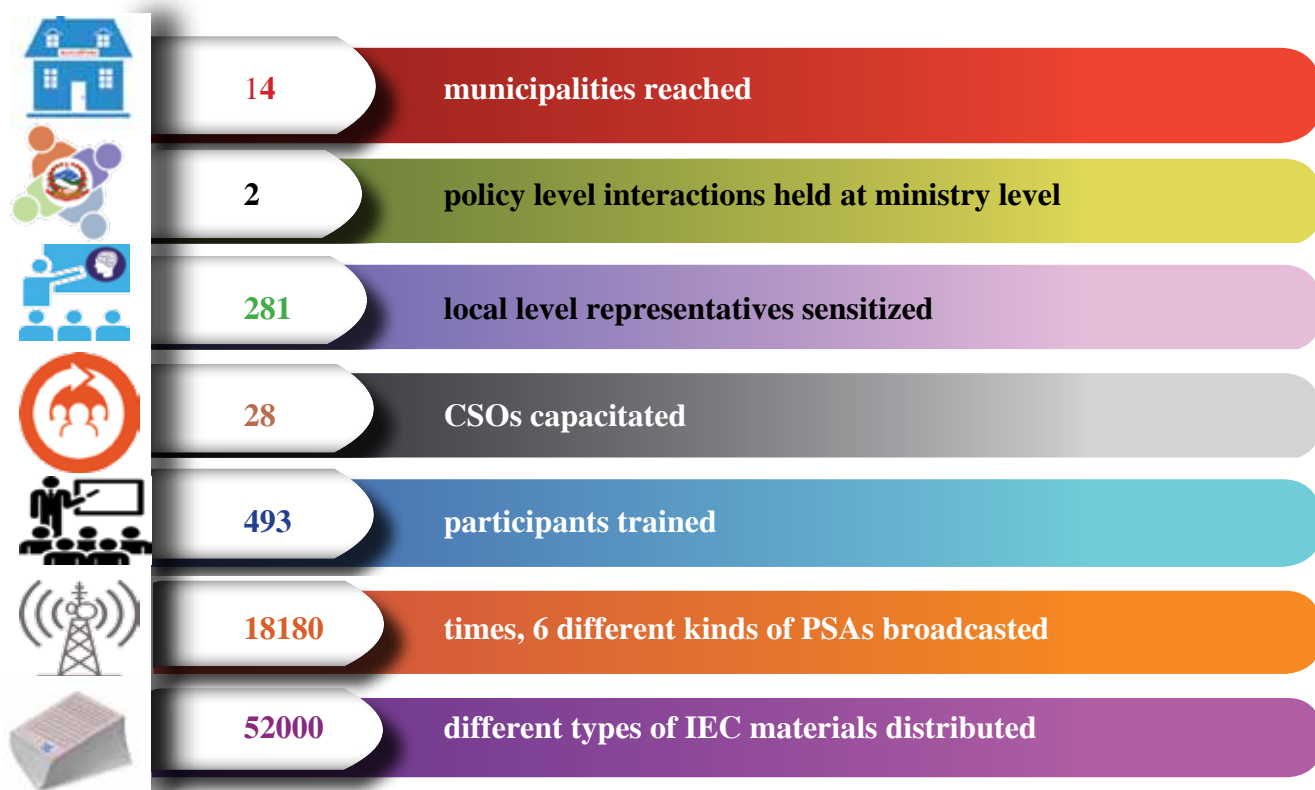 14 municipalities reached
2 policy level interactions held at ministry level
281 local level representatives sensitized
28 CSOs capacitated
493 participants trained
18180 times, 6 different kinds of PSAs broadcasted
52000 different types of IEC materials distributed